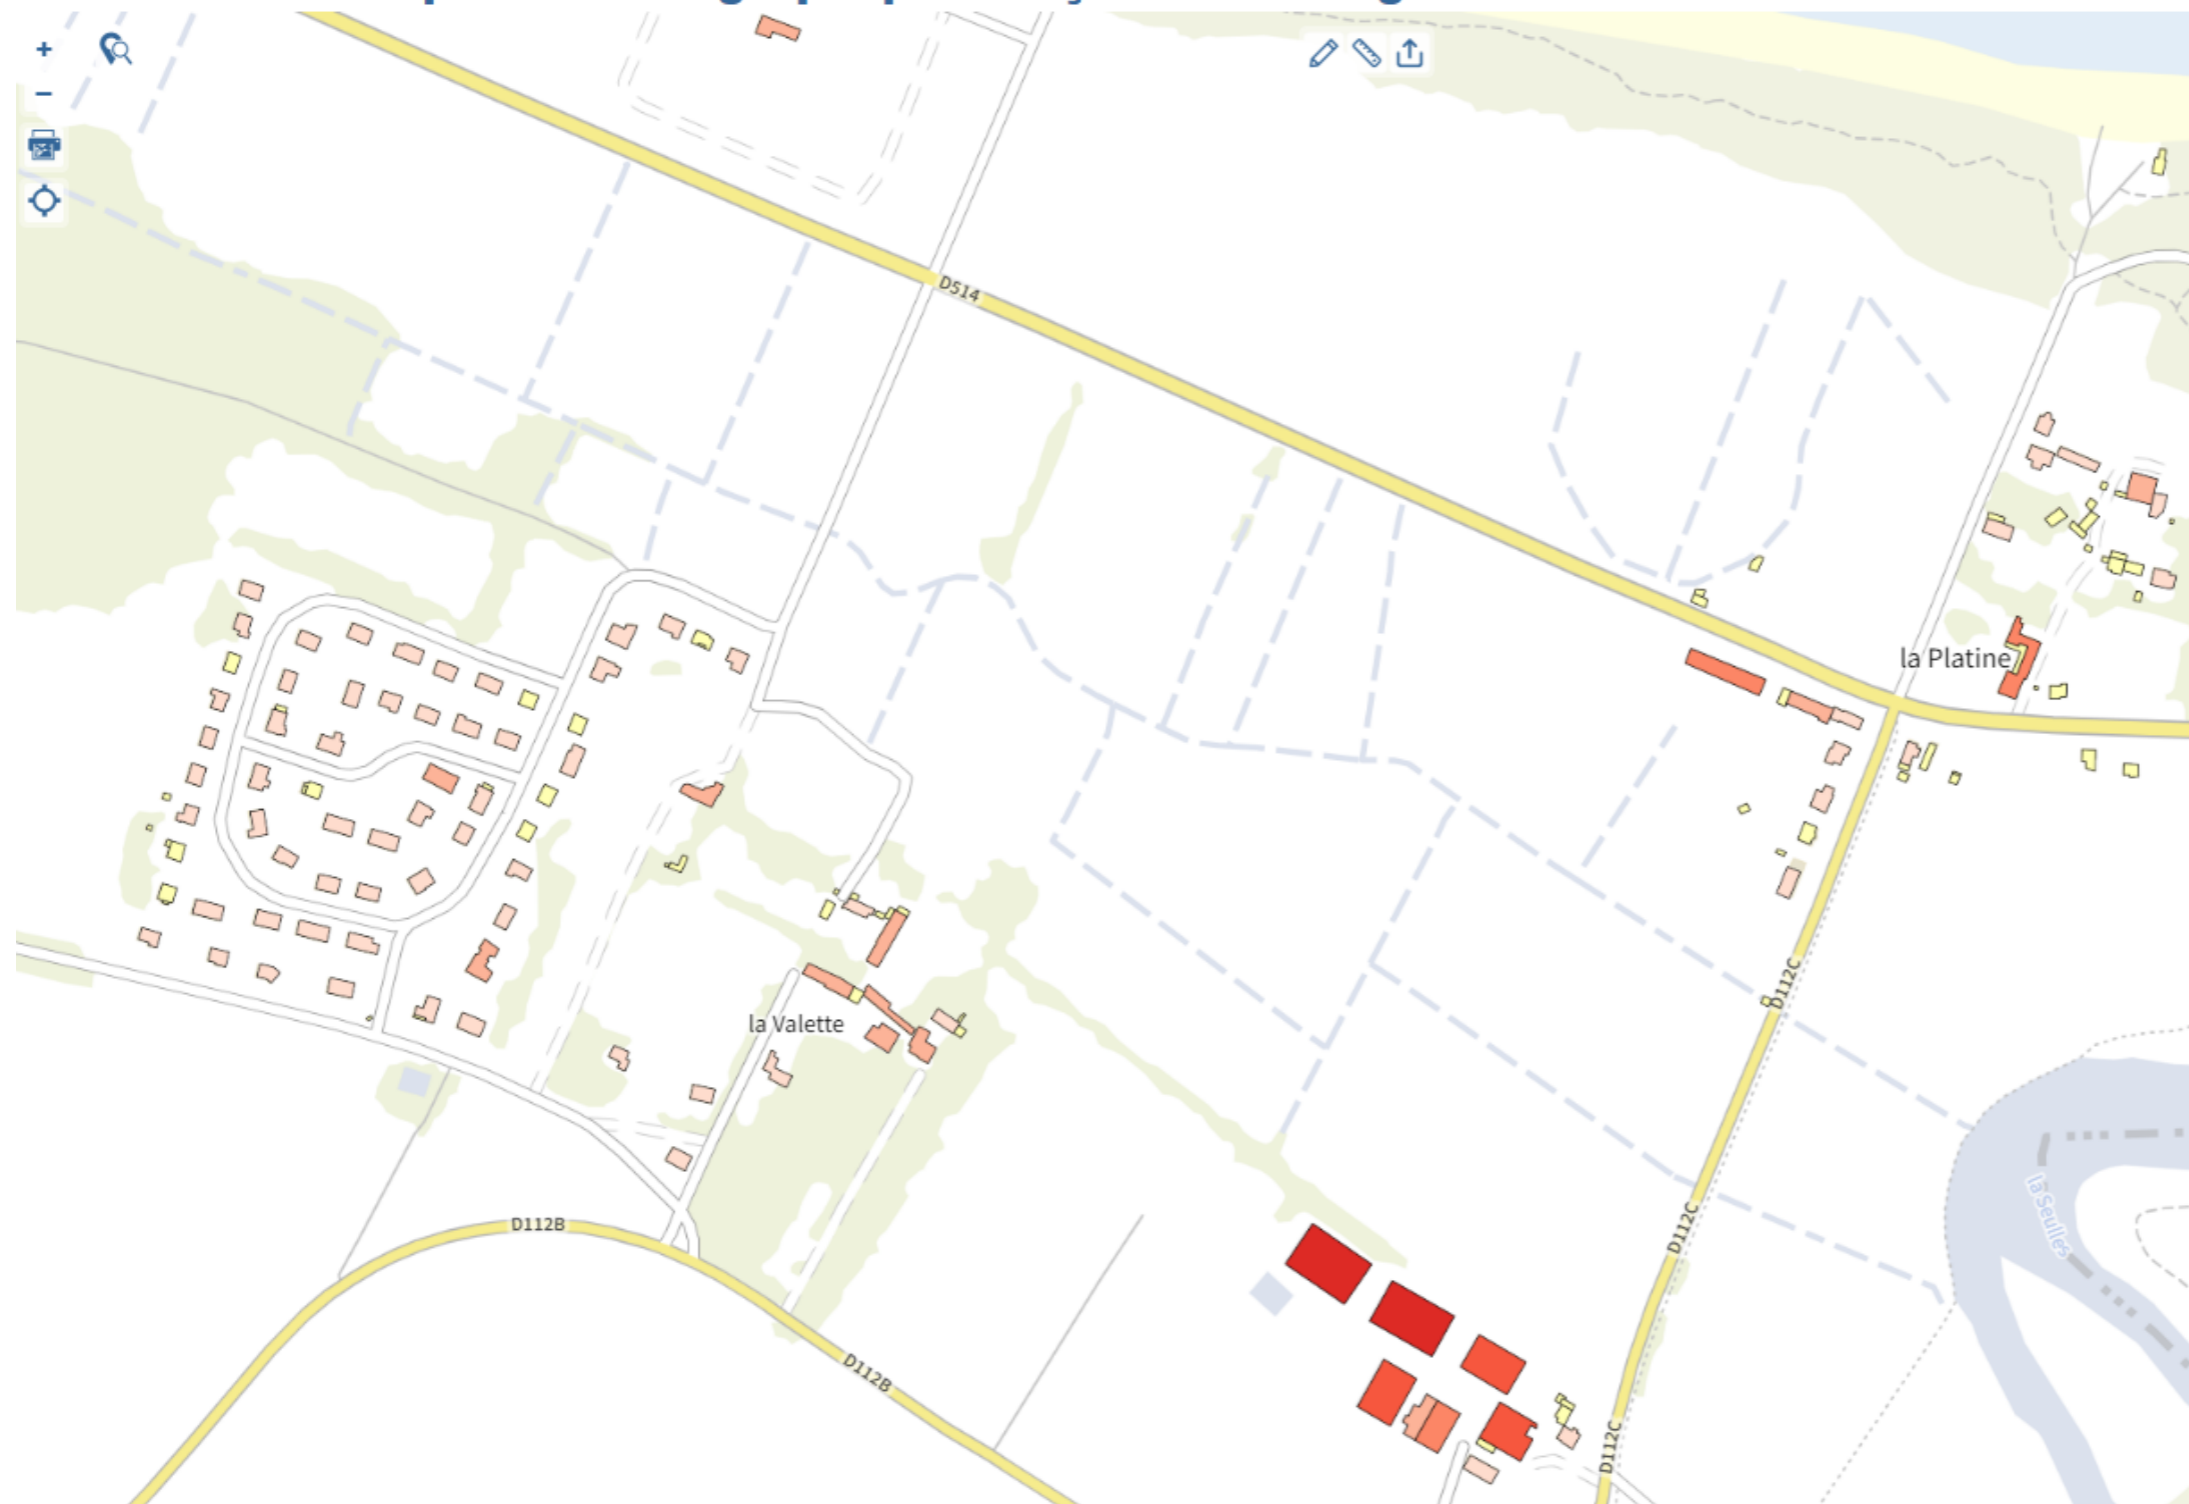 D514
la Platine
D112C
la Valette
la Seulles
D112C
D112B
D112B
D112C